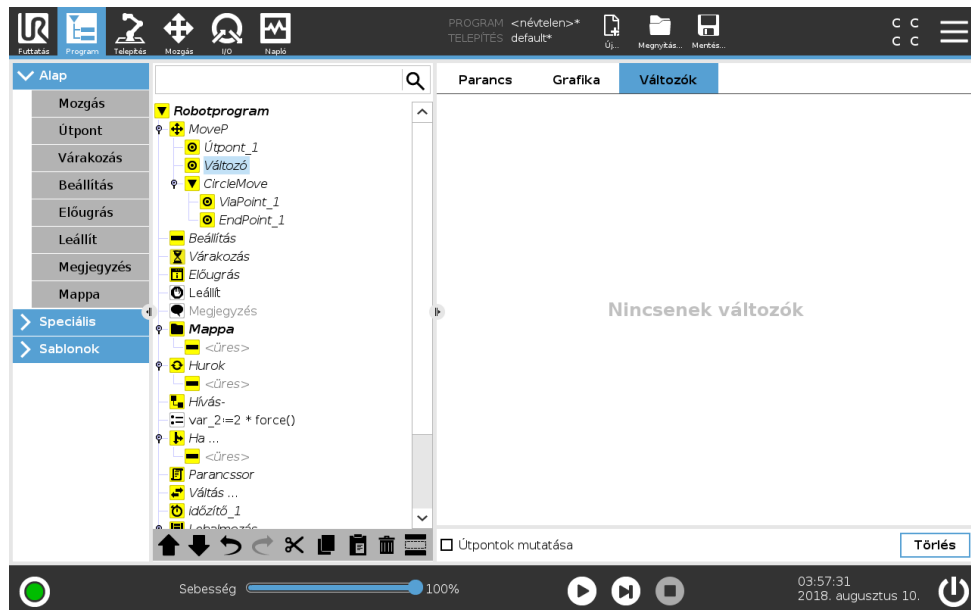 PROGRAM <névtelen>*
TELEPÍTÉS default*
Futtatás
Program
Telepítés
Mozgás
I/O
Napló
Új...
Megnyitás...
Mentés...
C C
C C
Alap
Mozgás
Útpont
Várakozás
Beállítás
Előugrás
Leállít
Megjegyzés
Mappa
Speciális
Sablonok
Robotprogram
MoveP
Útpont_1
Változó
CircleMove
ViaPoint_1
EndPoint_1
Beállítás
Várakozás
Előugrás
Leállít
Megjegyzés
Mappa
<üres>
Hurok
<üres>
Hívás-
var_2:=2 * force()
Ha ...
<üres>
Parancssor
Váltás ...
időzítő_1
Parancs
Grafika
Változók
Nincsenek változók
Útpontok mutatása
Törlés
Sebesség
100%
03:57:31
2018. augusztus 10.